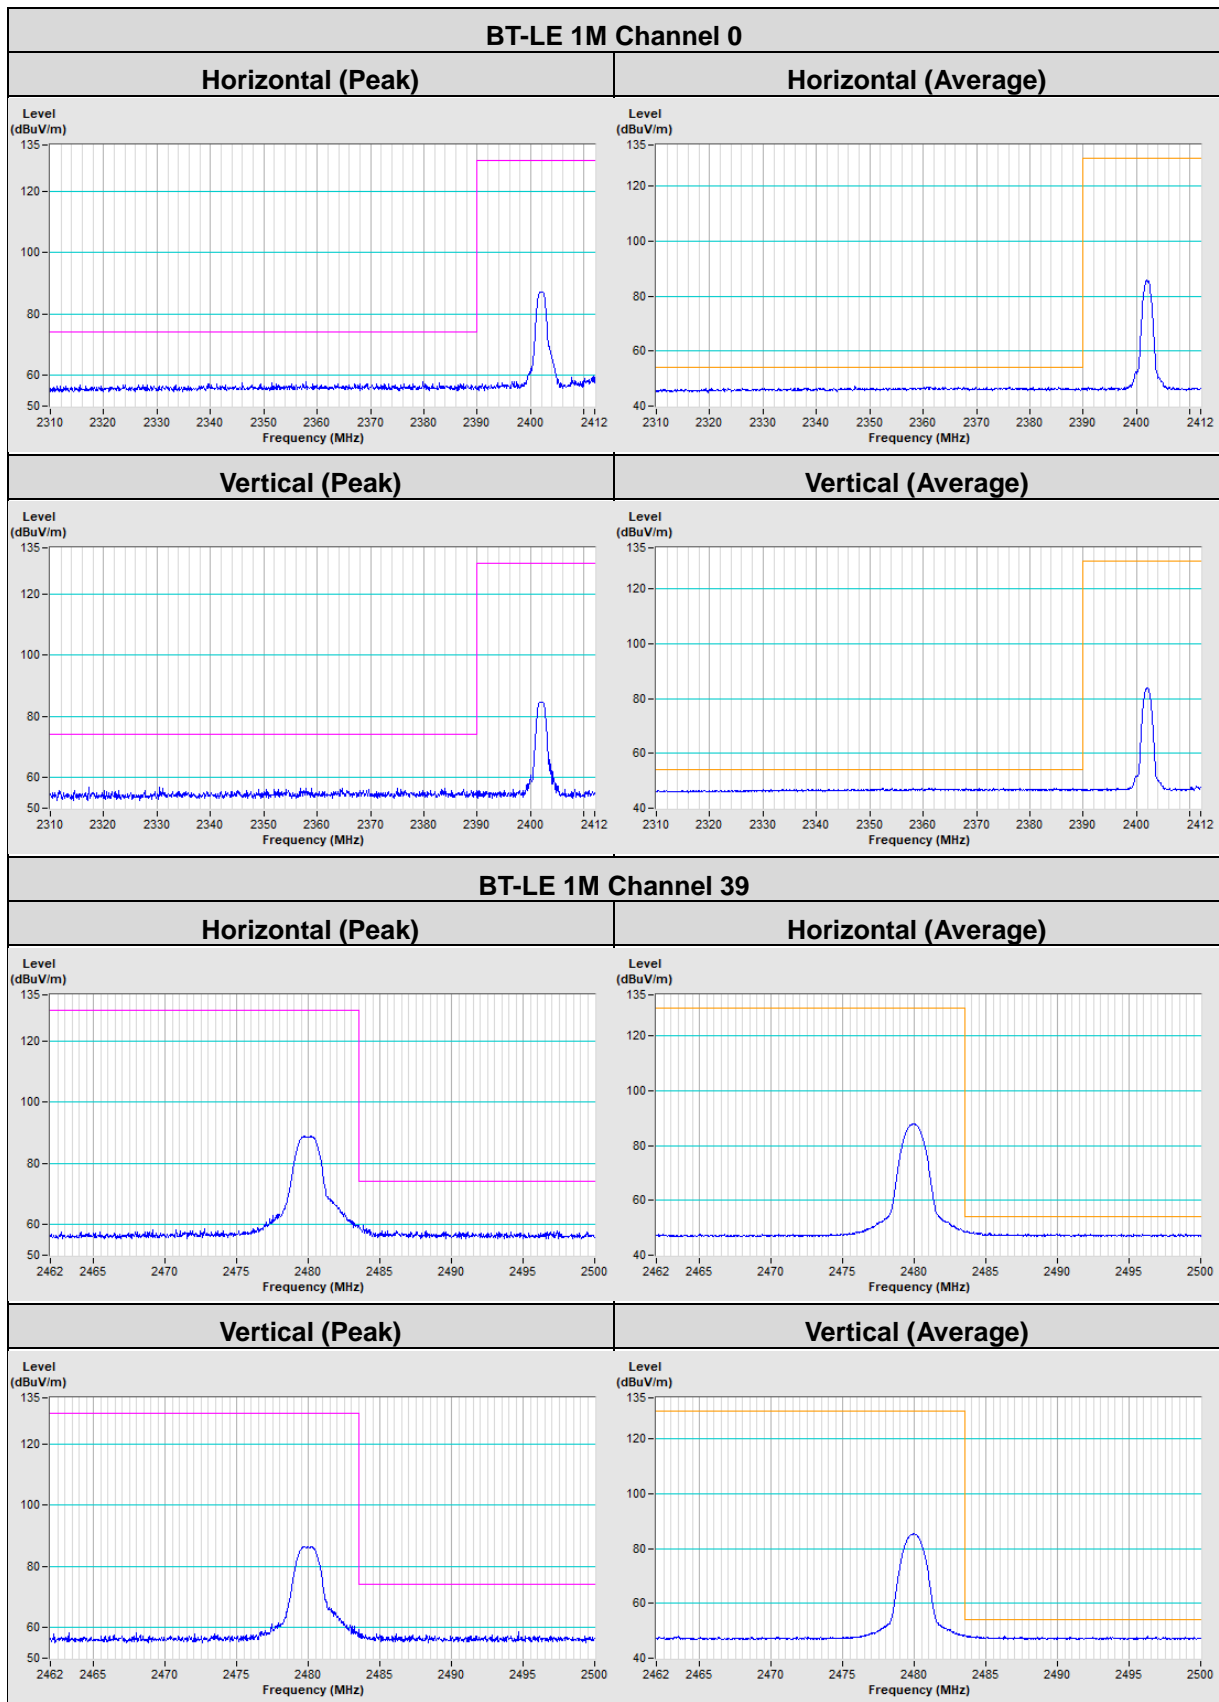 BT-LE 1M Channel 0
Horizontal (Peak)
Horizontal (Average)
Level
(dBuV/m)
135
120
100
80
60
50
2310 2320 2330 2340 2350 2360 2370 2380 2390 2400 2412
Frequency (MHz)
Level
(dBuV/m)
135
120
100
80
60
40
2310 2320 2330 2340 2350 2360 2370 2380 2390 2400 2412
Frequency (MHz)
Vertical (Peak)
Vertical (Average)
Level
(dBuV/m)
135
120
100
80
60
50
2310 2320 2330 2340 2350 2360 2370 2380 2390 2400 2412
Frequency (MHz)
Level
(dBuV/m)
135
120
100
80
60
40
2310 2320 2330 2340 2350 2360 2370 2380 2390 2400 2412
Frequency (MHz)
BT-LE 1M Channel 39
Horizontal (Peak)
Horizontal (Average)
Level
(dBuV/m)
135
120
100
80
60
50
2462 2465 2470 2475 2480 2485 2490 2495 2500
Frequency (MHz)
Level
(dBuV/m)
135
120
100
80
60
40
2462 2465 2470 2475 2480 2485 2490 2495 2500
Frequency (MHz)
Vertical (Peak)
Vertical (Average)
Level
(dBuV/m)
135
120
100
80
60
50
2462 2465 2470 2475 2480 2485 2490 2495 2500
Frequency (MHz)
Level
(dBuV/m)
135
120
100
80
60
40
2462 2465 2470 2475 2480 2485 2490 2495 2500
Frequency (MHz)